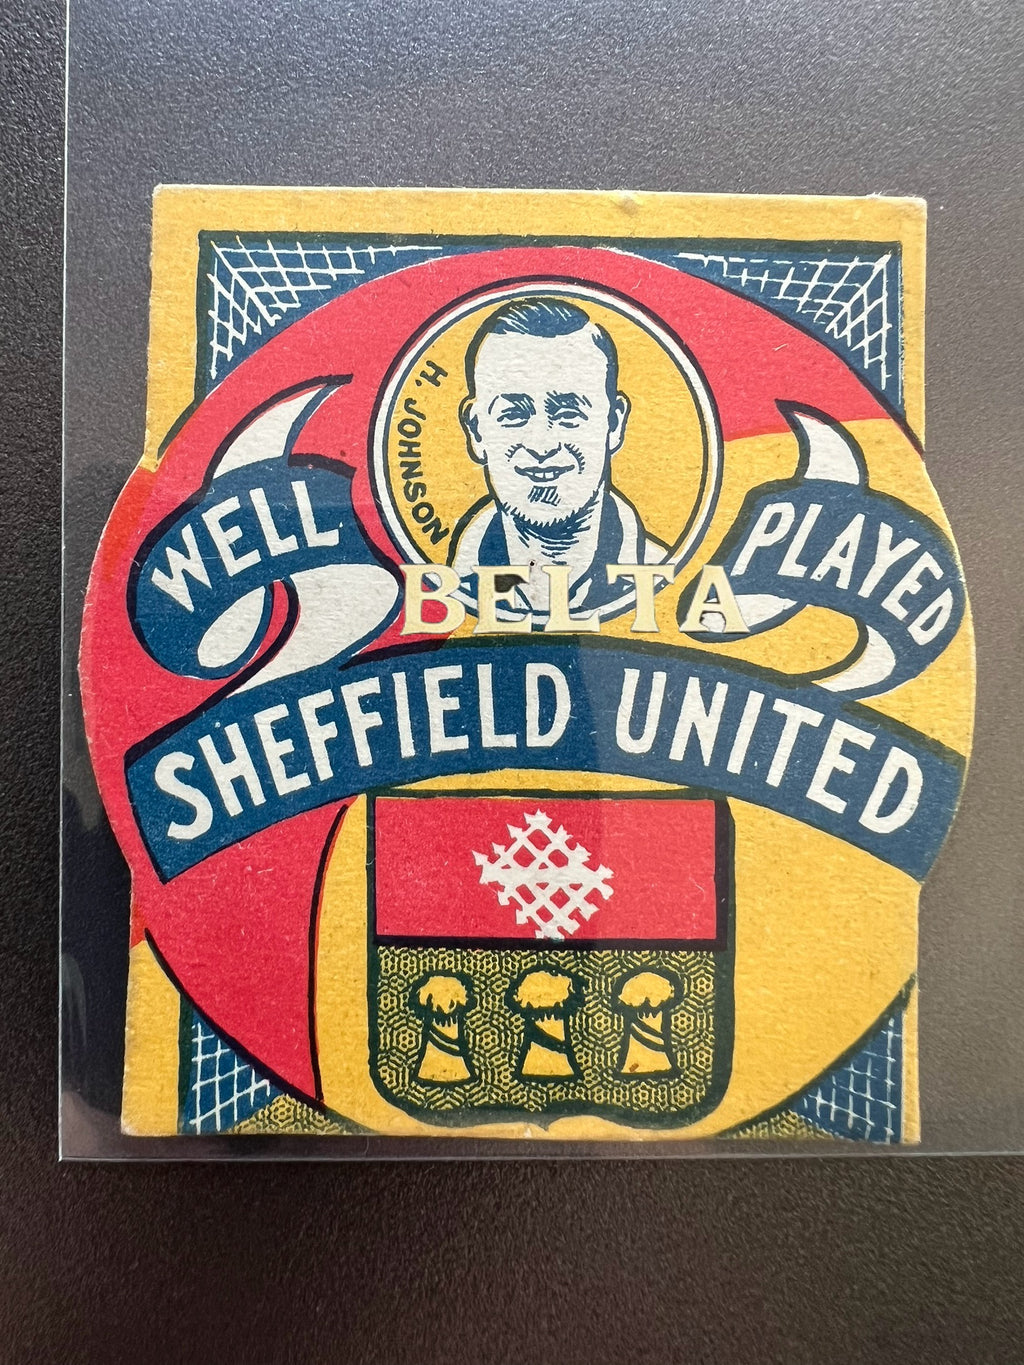 H. JOHNSON
WELL PLAYED
BELTA
SHEFFIELD UNITED